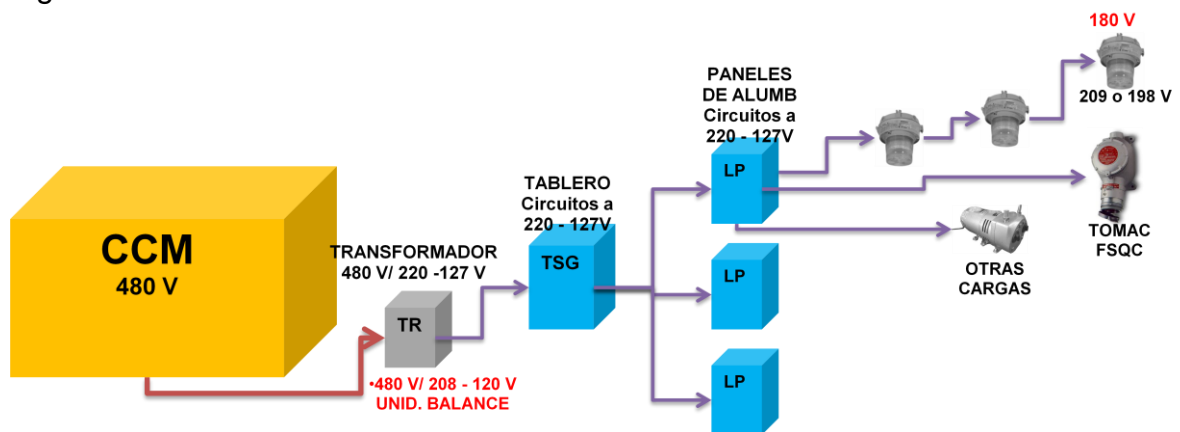 CCM
480 V
TRANSFORMADOR
480 V/ 220 -127 V
TR
•480 V/ 208 - 120 V
UNID. BALANCE
TABLERO
Circuitos a
220 - 127V
TSG
PANELES
DE ALUMB
Circuitos a
220 - 127V
LP
LP
LP
180 V
209 o 198 V
TOMAC
FSQC
OTRAS
CARGAS